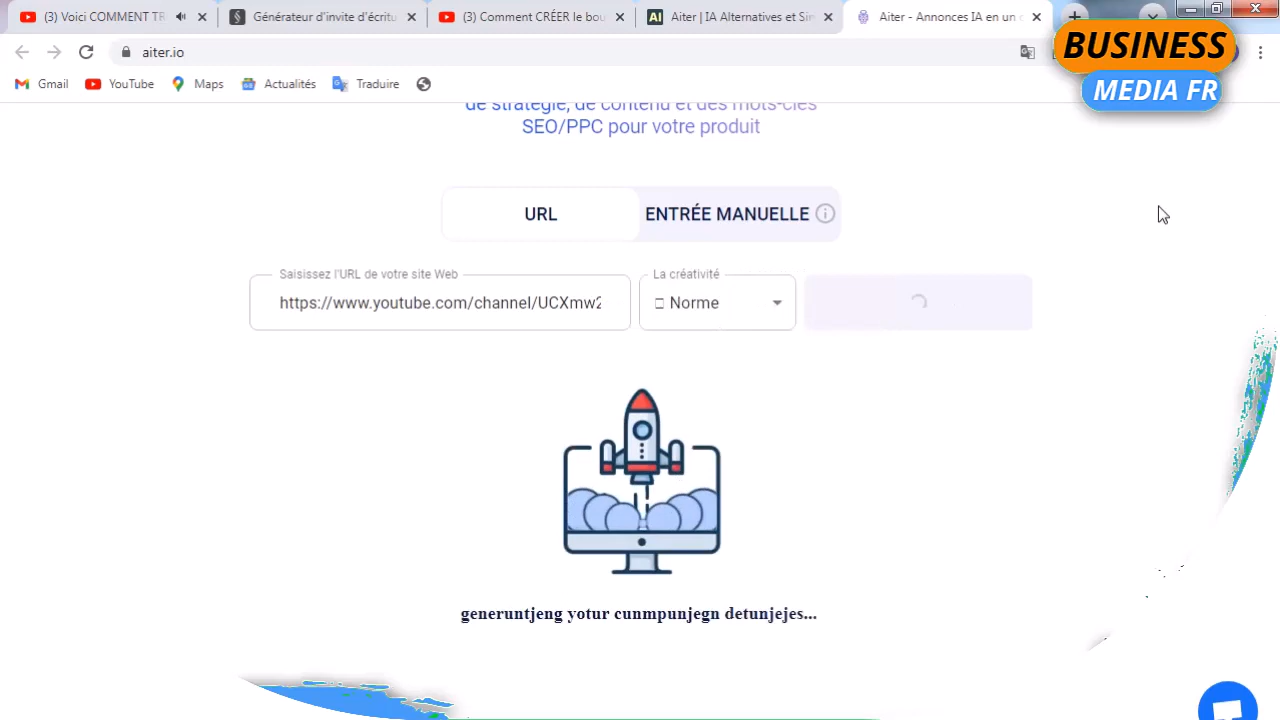 (3) Voici COMMENT TR
Générateur d'invite d'écritu
(3) Comment CRÉER le bou
Aiter | IA Alternatives et Sin
Aiter - Annonces IA en un c
aiter.io
Gmail
YouTube
Maps
Actualités
Traduire
BUSINESS
MEDIA FR
de stratégie, de contenu et des mots-clés
SEO/PPC pour votre produit
URL
ENTRÉE MANUELLE
Saisissez l'URL de votre site Web
https://www.youtube.com/channel/UCXmw2
La créativité
Norme
generuntjeng yotur cunmpunjegn detunjejes...